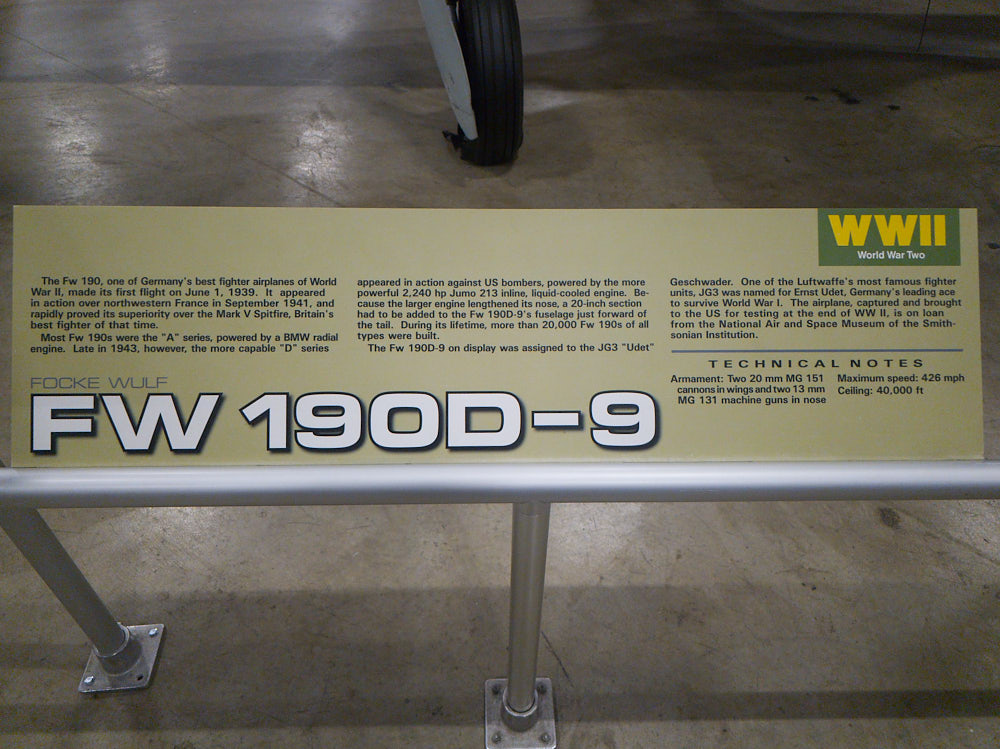 WWII
World War Two
The Fw 190, one of Germany's best fighter airplanes of World
War II, made its first flight on June 1, 1939. It appeared
in action over northwestern France in September 1941, and
rapidly proved its superiority over the Mark V Spitfire, Britain's
best fighter of that time.
Most Fw 190s were the "A" series, powered by a BMW radial
engine. Late in 1943, however, the more capable "D" series
appeared in action against US bombers, powered by the more
powerful 2,240 hp Jumo 213 inline, liquid-cooled engine. Be-
cause the larger engine lengthened its nose, a 20-inch section
had to be added to the Fw 190D-9's fuselage just forward of
the tail. During its lifetime, more than 20,000 Fw 190s of all
types were built.
The Fw 190D-9 on display was assigned to the JG3 "Udet"
Geschwader. One of the Luftwaffe's most famous fighter
units, JG3 was named for Ernst Udet, Germany's leading ace
to survive World War I. The airplane, captured and brought
to the US for testing at the end of WW II, is on loan
from the National Air and Space Museum of the Smith-
sonian Institution.
TECHNICAL NOTES
Armament: Two 20 mm MG 151
cannons in wings and two 13 mm
MG 131 machine guns in nose
Maximum speed: 426 mph
Ceiling: 40,000 ft
FOCKE WULF
FW 190D-9